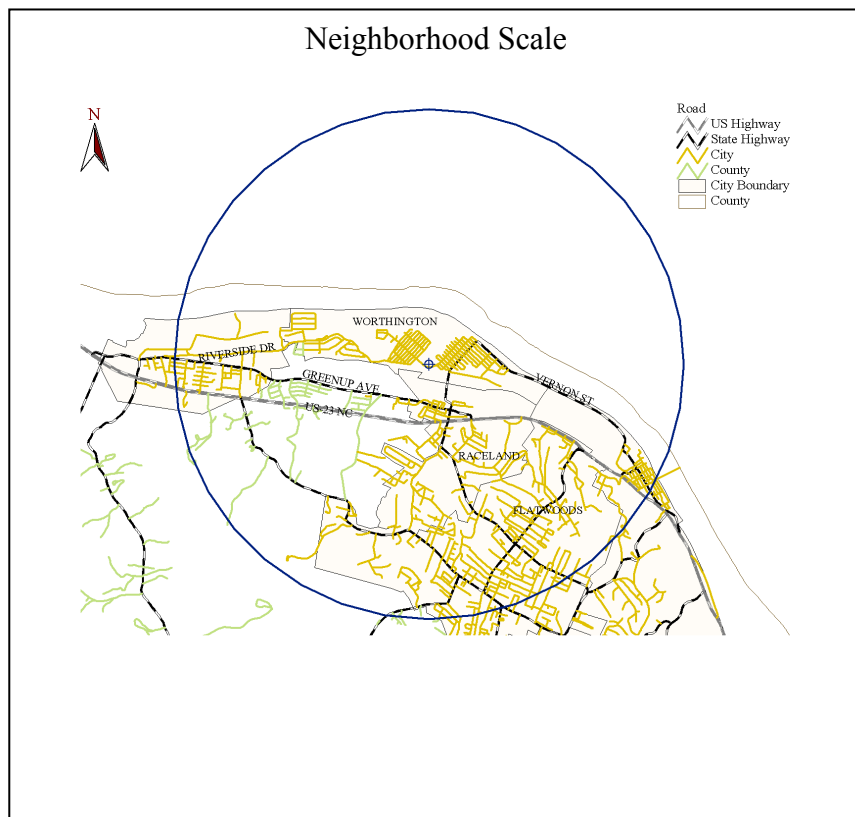 Neighborhood Scale
N
Road
US Highway
State Highway
City
County
City Boundary
County
WORTHINGTON
RIVERSIDE DR
GREENUP AVE
VERNON ST
US-23 NC
RACELAND
FLATWOODS